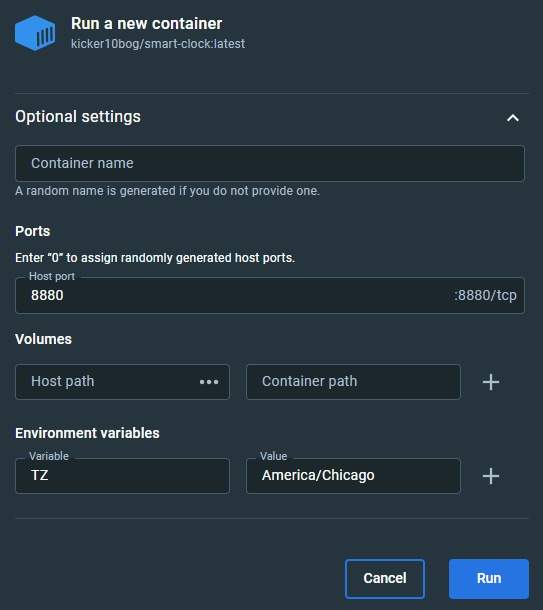 Run a new container
kicker10bog/smart-clock:latest
Optional settings
Container name
A random name is generated if you do not provide one.
Ports
Enter “0” to assign randomly generated host ports.
Host port
8880 :8880/tcp
Volumes
Host path ••• Container path +
Environment variables
Variable Value
TZ America/Chicago +
Cancel Run